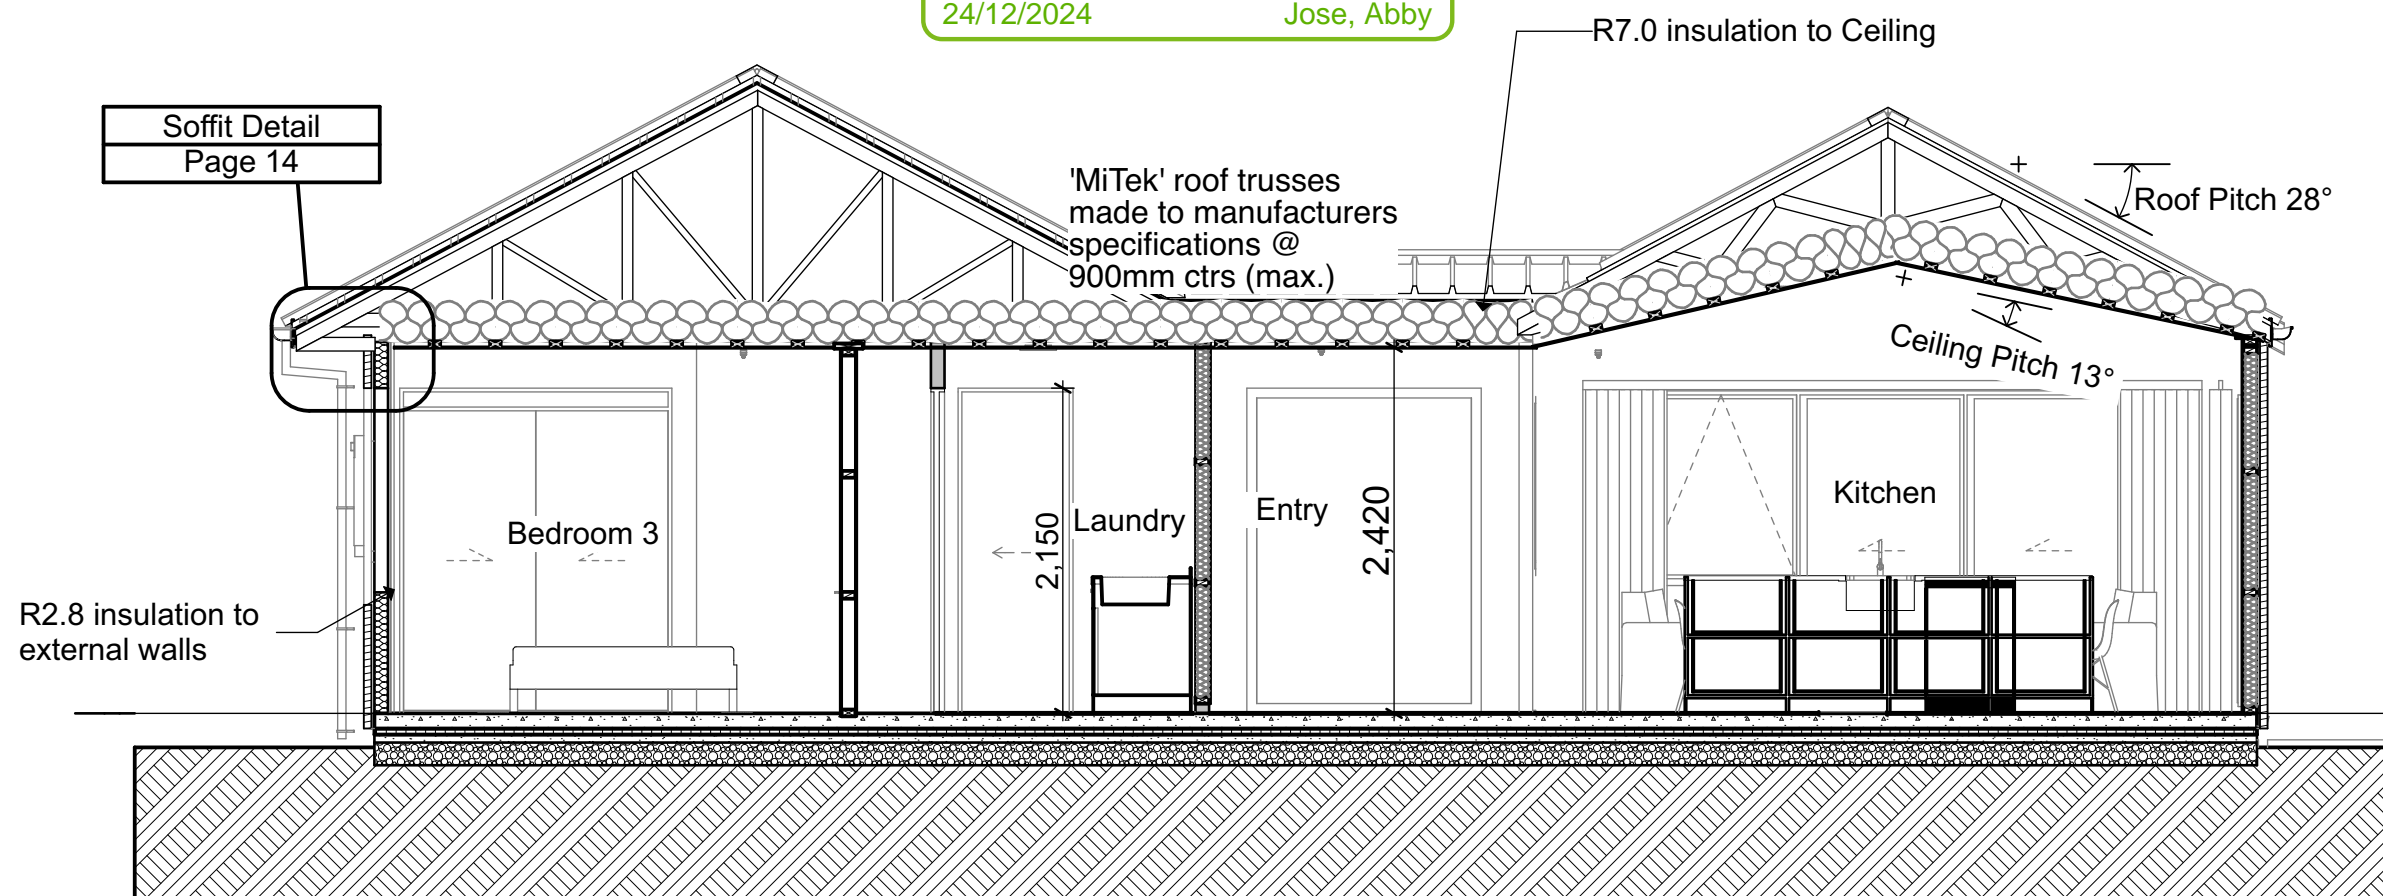 24/12/2024 Jose, Abby
R7.0 insulation to Ceiling
Soffit Detail
Page 14
'MiTek' roof trusses
made to manufacturers
specifications @
900mm ctrs (max.)
Roof Pitch 28°
Ceiling Pitch 13°
Bedroom 3
2,150
Laundry
Entry
2,420
Kitchen
R2.8 insulation to
external walls